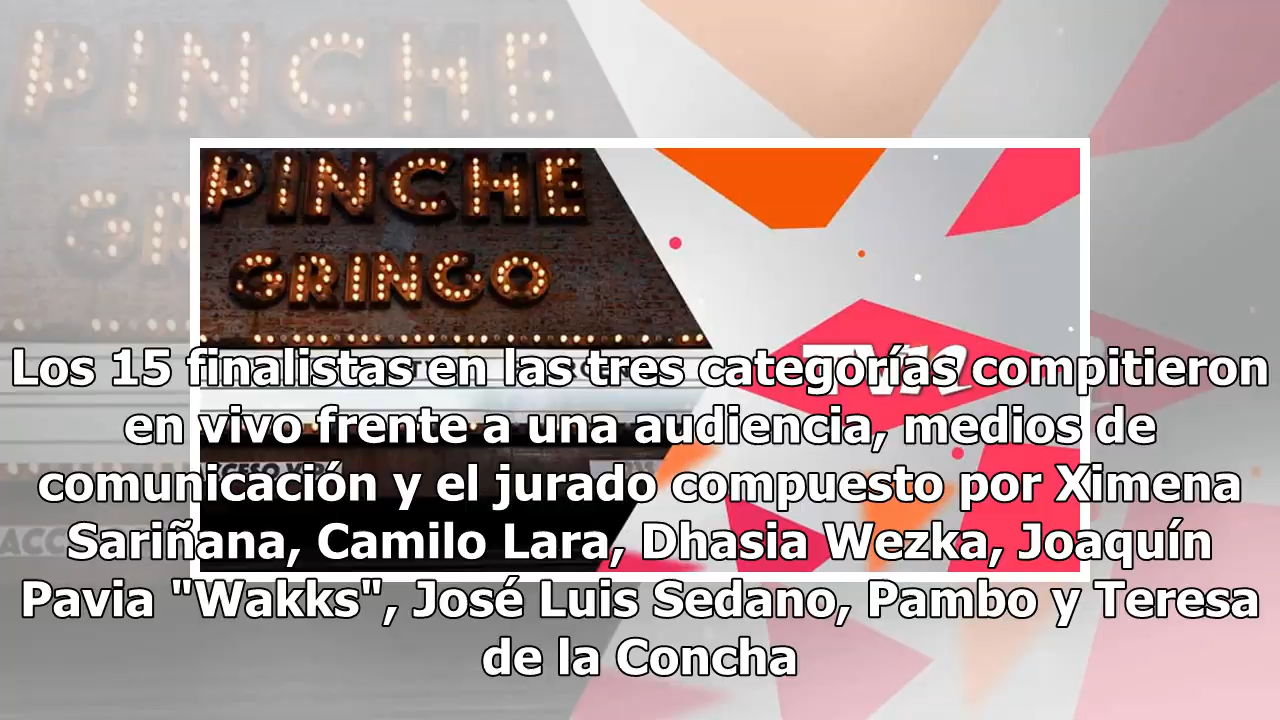 PINCHE
GRINGO
Los 15 finalistas en las tres categorías compitieron
en vivo frente a una audiencia, medios de
comunicación y el jurado compuesto por Ximena
Sariñana, Camilo Lara, Dhasia Wezka, Joaquín
Pavia "Wakks", José Luis Sedano, Pambo y Teresa
de la Concha